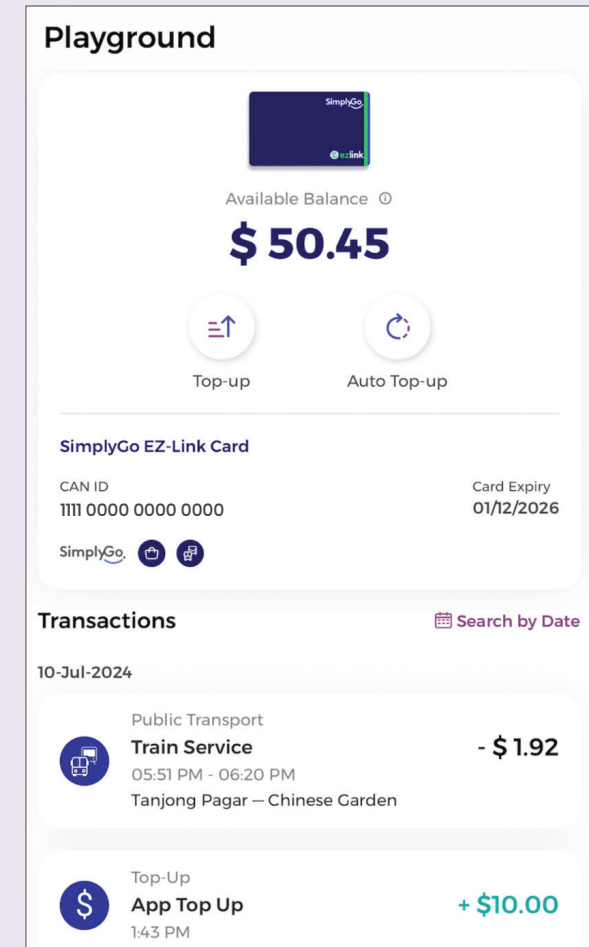 Playground
SimplyGo
ezlink
Available Balance
$ 50.45
Top-up
Auto Top-up
SimplyGo EZ-Link Card
CAN ID
Card Expiry
1111 0000 0000 0000
01/12/2026
SimplyGo
Transactions
Search by Date
10-Jul-2024
Public Transport
Train Service
- $ 1.92
05:51 PM - 06:20 PM
Tanjong Pagar — Chinese Garden
Top-Up
App Top Up
+ $10.00
1:43 PM